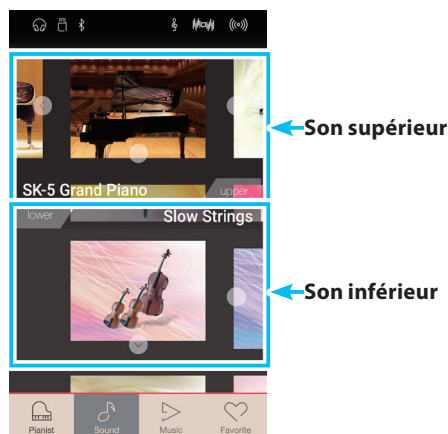 Son supérieur
SK-5 Grand Piano
upper
lower
Slow Strings
Son inférieur
Pianist
Sound
Music
Favorite